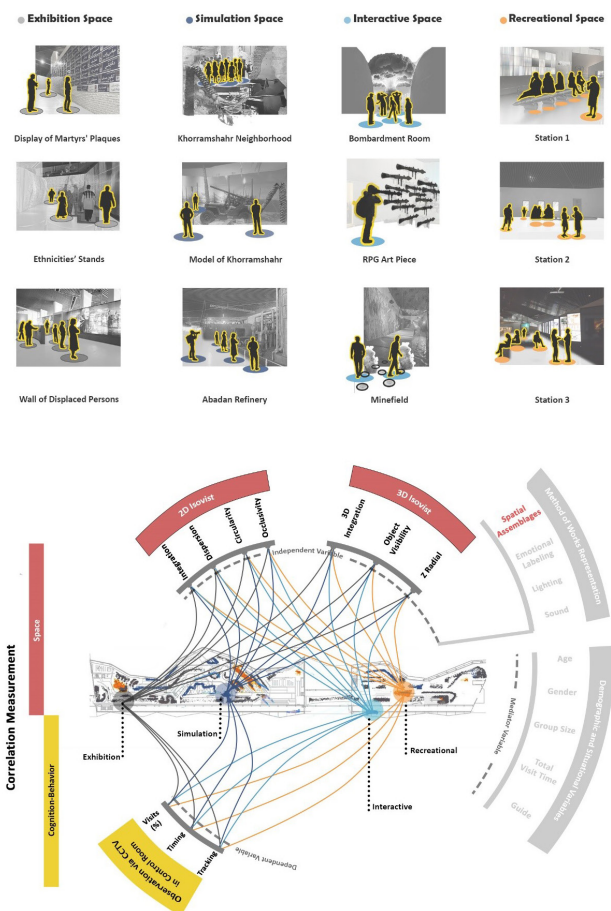 Exhibition Space
Simulation Space
Interactive Space
Recreational Space
Display of Martyrs' Plaques
Khorramshahr Neighborhood
Bombardment Room
Station 1
Ethnicities' Stands
Model of Khorramshahr
RPG Art Piece
Station 2
Wall of Displaced Persons
Abadan Refinery
Minefield
Station 3
Correlation Measurement
Space
Cognition-Behavior
2D Isovist
Integration
Dispersion
Circularity
Occlusivity
Independent Variable
3D Isovist
3D
Integration
Object
Visibility
Z Radial
Method of Works Representation
Spatial
Assemblages
Emotional
Labeling
Lighting
Sound
Demographic and Situational Variables
Age
Gender
Group Size
Total
Visit Time
Guide
Mediator Variable
Exhibition
Simulation
Interactive
Recreational
Visits
(%)
Timing
Tracking
Dependent Variable
Observation via CCTV
in Control Room